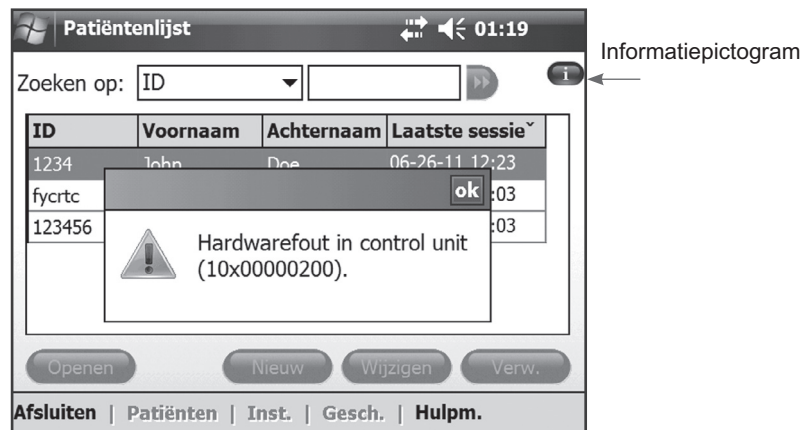 Patiëntenlijst 01:19
Informatiepictogram
Zoeken op: ID
ID Voornaam Achternaam Laatste sessie
1234 John Doe 06-26-11 12:23
ok
fycrtc :03
123456 :03
Hardwarefout in control unit
(10x00000200).
Openen Nieuw Wijzigen Verw.
Afsluiten | Patiënten | Inst. | Gesch. | Hulpm.